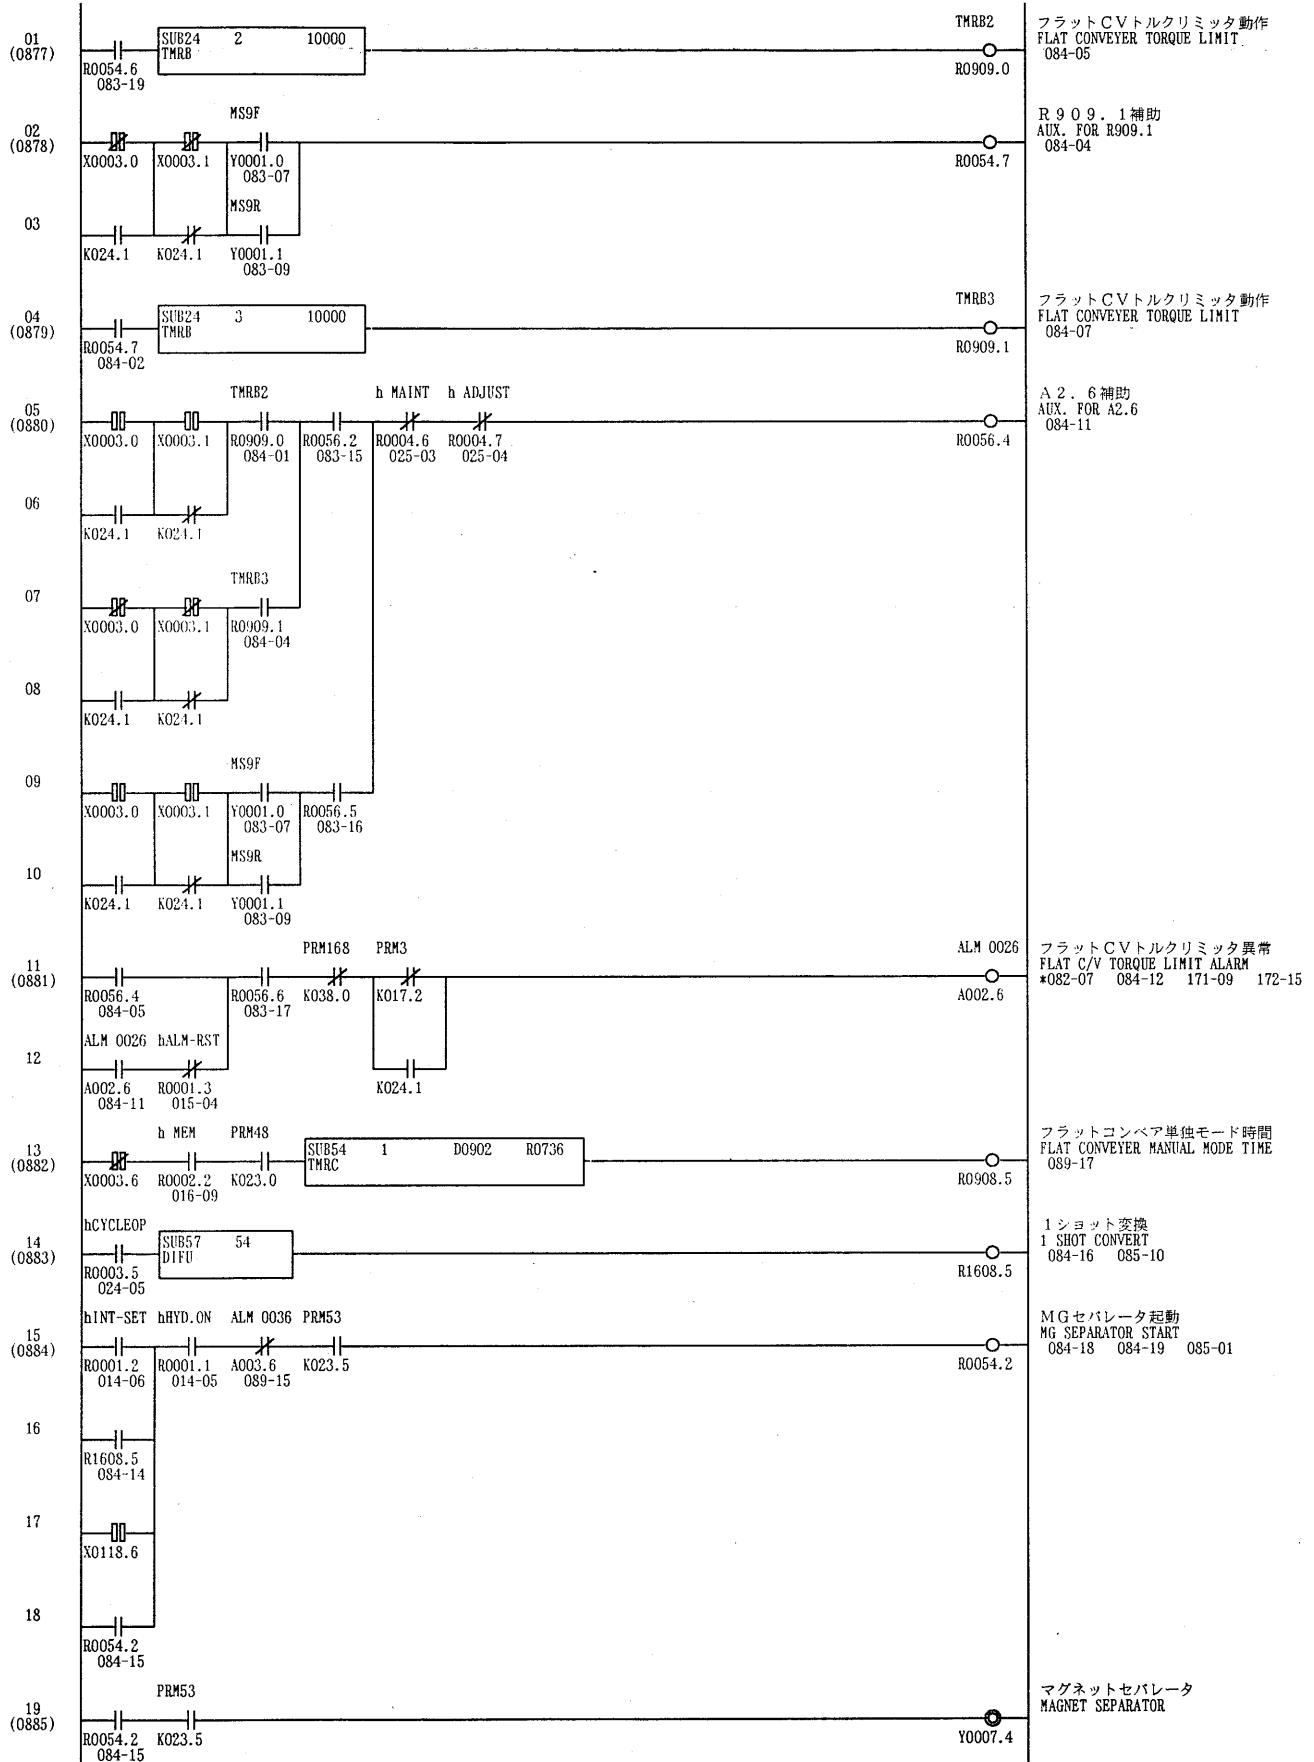 TMRB2
フラットCVトルクリミッタ動作
FLAT CONVEYER TORQUE LIMIT
084-05
01
(0877)
SUB24 2 10000
TMRB
R0054.6
083-19
R0909.0
MS9F
R909.1補助
AUX. FOR R909.1
084-04
02
(0878)
X0003.0 X0003.1 Y0001.0
083-07
R0054.7
MS9R
03
K024.1 K024.1 Y0001.1
083-09
TMRB3
フラットCVトルクリミッタ動作
FLAT CONVEYER TORQUE LIMIT
084-07
04
(0879)
SUB24 3 10000
TMRB
R0054.7
084-02
R0909.1
TMRB2 h MAINT h ADJUST
A2.6補助
AUX. FOR A2.6
084-11
05
(0880)
X0003.0 X0003.1 R0909.0 R0056.2 R0004.6 R0004.7
084-01 083-15 025-03 025-04
R0056.4
06
K024.1 K024.1
TMRB3
07
X0003.0 X0003.1 R0909.1
084-04
08
K024.1 K024.1
MS9F
09
X0003.0 X0003.1 Y0001.0 R0056.5
083-07 083-16
MS9R
10
K024.1 K024.1 Y0001.1
083-09
PRM168 PRM3
ALM 0026
フラットCVトルクリミッタ異常
FLAT C/V TORQUE LIMIT ALARM
*082-07 084-12 171-09 172-15
11
(0881)
R0056.4 R0056.6 K038.0 K017.2
084-05 083-17
A002.6
ALM 0026 hALM-RST
12
A002.6 R0001.3 K024.1
084-11 015-04
h MEM PRM48
フラットコンベア単独モード時間
FLAT CONVEYER MANUAL MODE TIME
089-17
13
(0882)
SUB54 1 D0902 R0736
TMRC
X0003.6 R0002.2 K023.0
016-09
R0908.5
hCYCLEOP
1ショット変換
1 SHOT CONVERT
084-16 085-10
14
(0883)
SUB57 54
DIFU
R0003.5
024-05
R1608.5
hINT-SET hHYD.ON ALM 0036 PRM53
MGセパレータ起動
MG SEPARATOR START
084-18 084-19 085-01
15
(0884)
R0001.2 R0001.1 A003.6 K023.5
014-06 014-05 089-15
R0054.2
16
R1608.5
084-14
17
X0118.6
18
R0054.2
084-15
PRM53
マグネットセパレータ
MAGNET SEPARATOR
19
(0885)
R0054.2 K023.5
084-15
Y0007.4